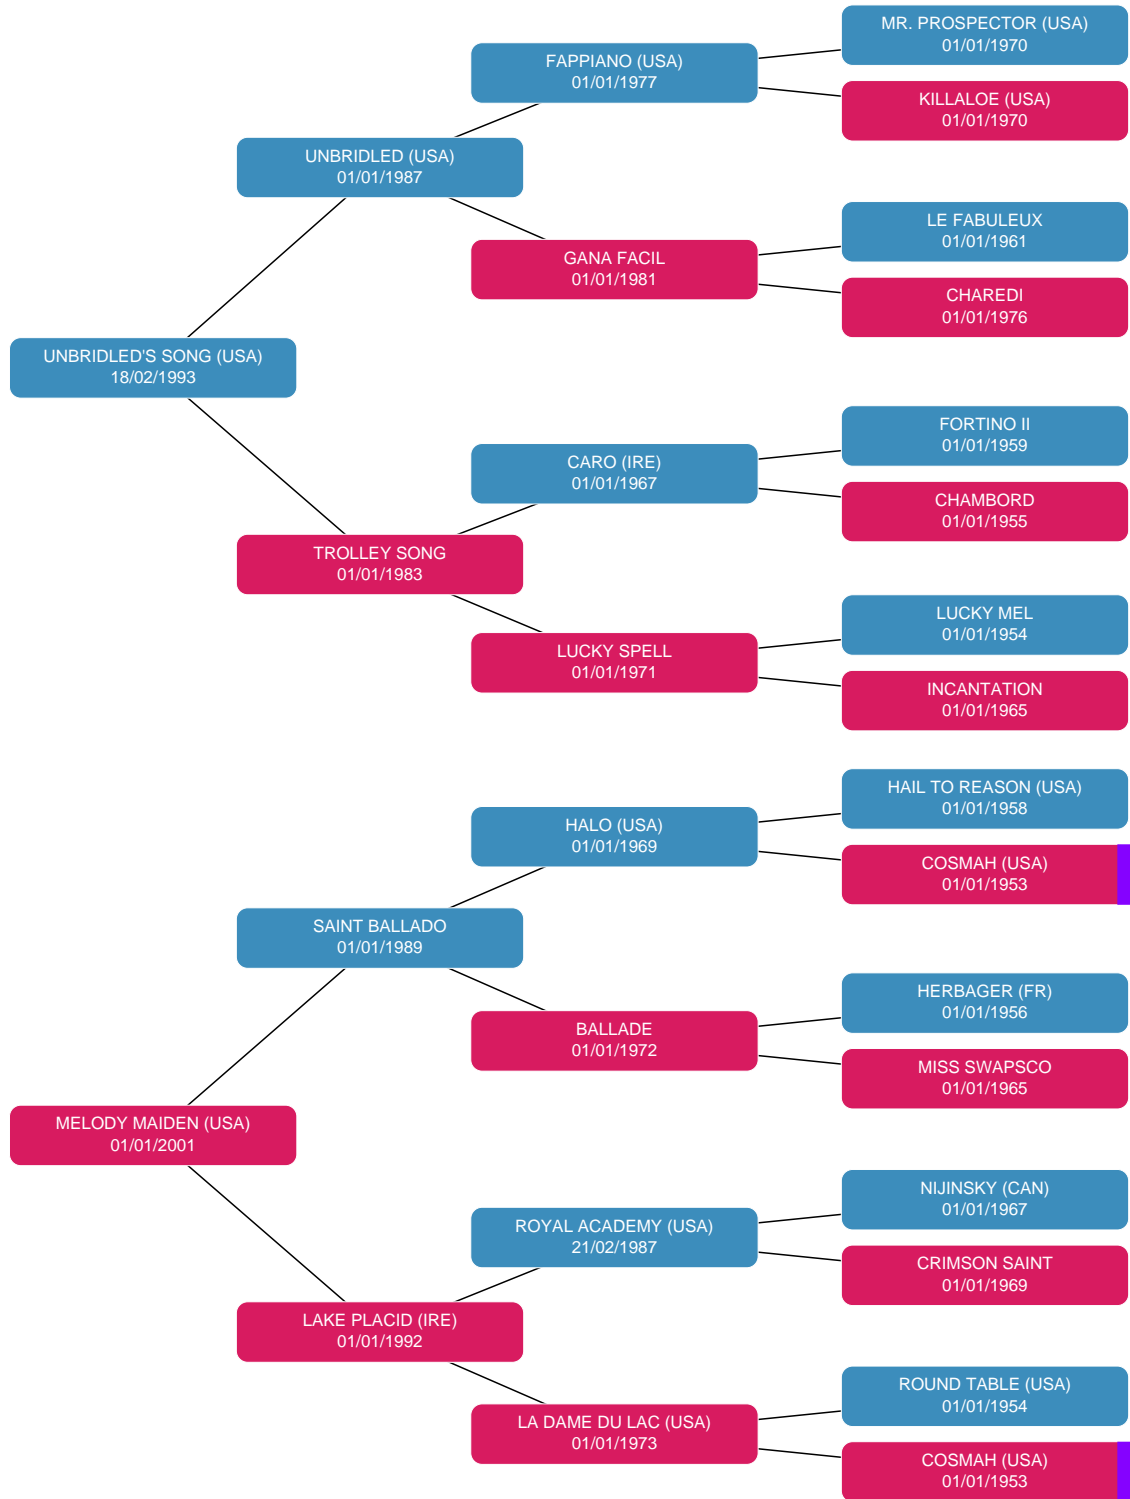 MR. PROSPECTOR (USA)
01/01/1970
FAPPIANO (USA)
01/01/1977
KILLALOE (USA)
01/01/1970
UNBRIDLED (USA)
01/01/1987
LE FABULEUX
01/01/1961
GANA FACIL
01/01/1981
CHAREDI
01/01/1976
UNBRIDLED'S SONG (USA)
18/02/1993
FORTINO II
01/01/1959
CARO (IRE)
01/01/1967
CHAMBORD
01/01/1955
TROLLEY SONG
01/01/1983
LUCKY MEL
01/01/1954
LUCKY SPELL
01/01/1971
INCANTATION
01/01/1965
HAIL TO REASON (USA)
01/01/1958
HALO (USA)
01/01/1969
COSMAH (USA)
01/01/1953
SAINT BALLADO
01/01/1989
HERBAGER (FR)
01/01/1956
BALLADE
01/01/1972
MISS SWAPSCO
01/01/1965
MELODY MAIDEN (USA)
01/01/2001
NIJINSKY (CAN)
01/01/1967
ROYAL ACADEMY (USA)
21/02/1987
CRIMSON SAINT
01/01/1969
LAKE PLACID (IRE)
01/01/1992
ROUND TABLE (USA)
01/01/1954
LA DAME DU LAC (USA)
01/01/1973
COSMAH (USA)
01/01/1953